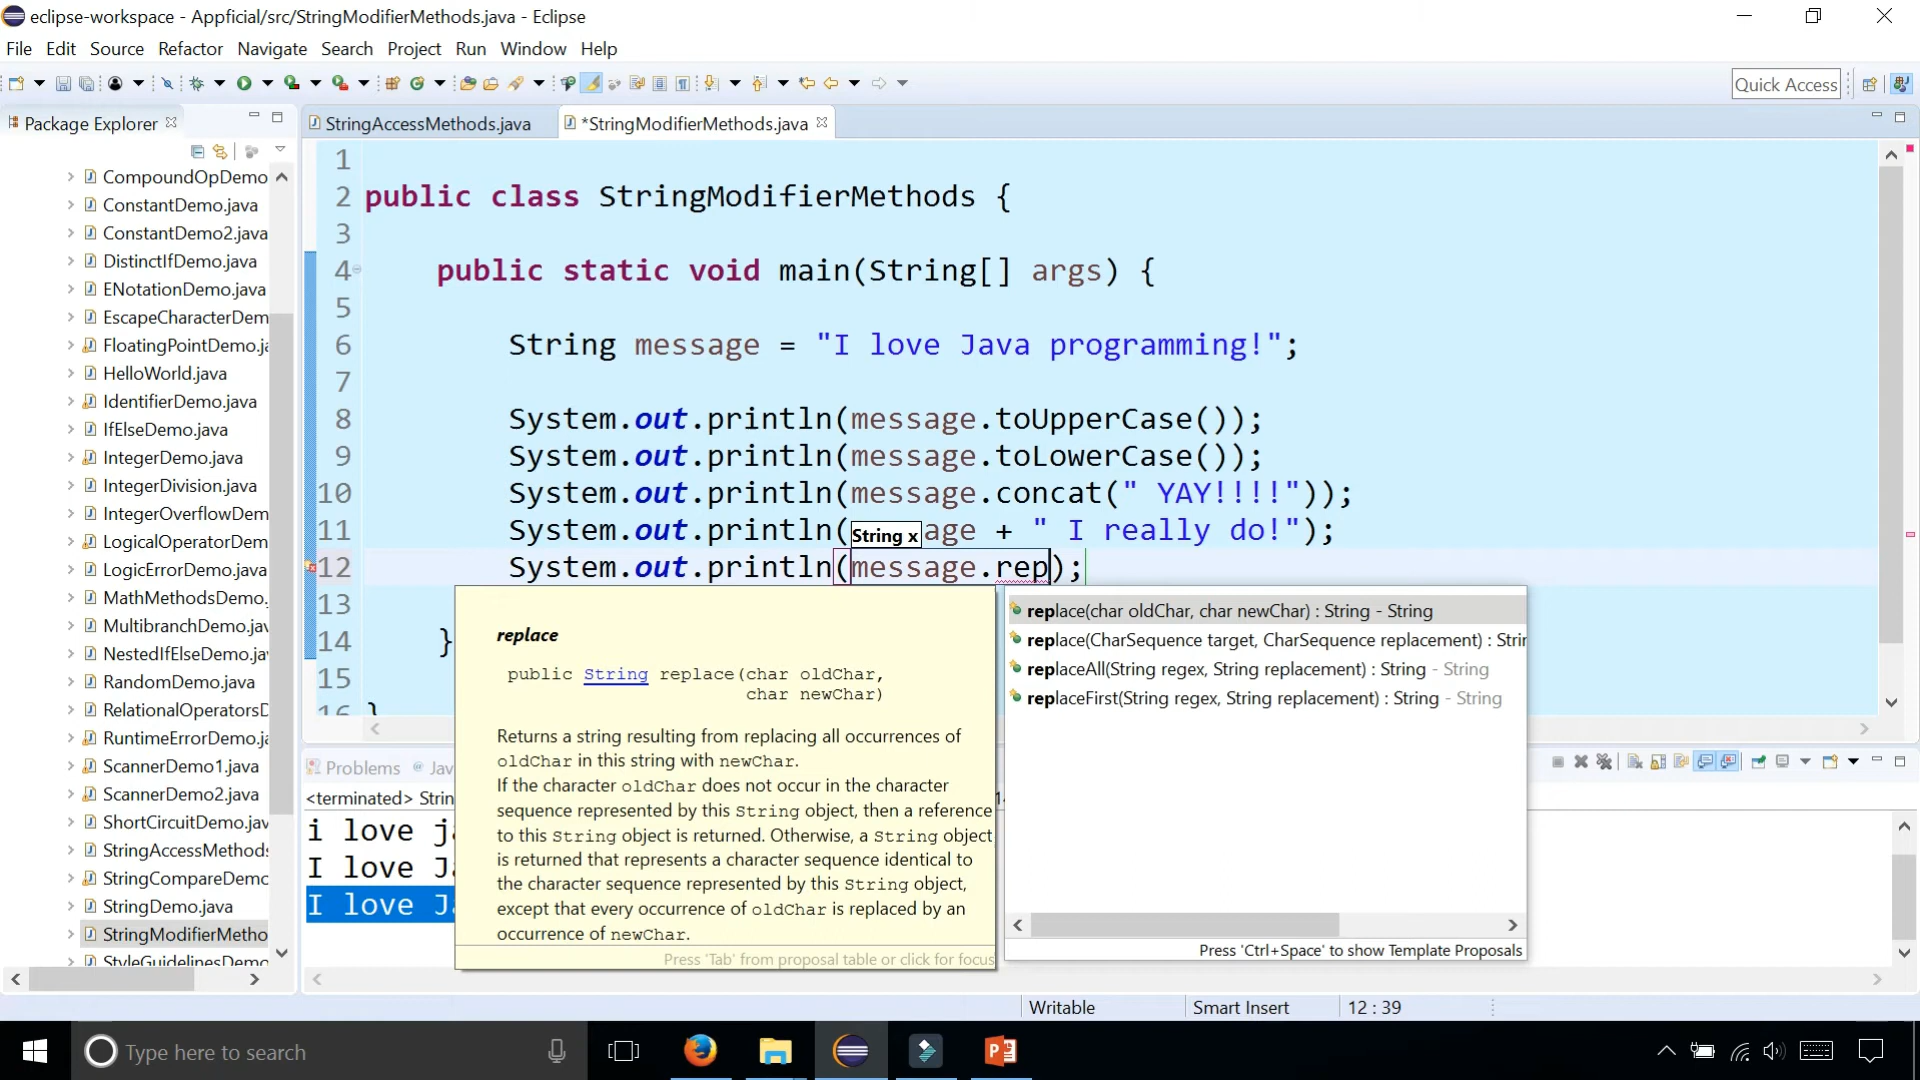 eclipse-workspace - Appficial/src/StringModifierMethods.java - Eclipse
File Edit Source Refactor Navigate Search Project Run Window Help
Quick Access
Package Explorer
StringAccessMethods.java
*StringModifierMethods.java
CompoundOpDemo
ConstantDemo.java
ConstantDemo2.java
DistinctIfDemo.java
ENotationDemo.java
EscapeCharacterDem
FloatingPointDemo.ja
HelloWorld.java
IdentifierDemo.java
IfElseDemo.java
IntegerDemo.java
IntegerDivision.java
IntegerOverflowDem
LogicalOperatorDem
LogicErrorDemo.java
MathMethodsDemo.
MultibranchDemo.jav
NestedIfElseDemo.ja
RandomDemo.java
RelationalOperatorsD
RuntimeErrorDemo.ja
ScannerDemo1.java
ScannerDemo2.java
ShortCircuitDemo.jav
StringAccessMethods
StringCompareDemo
StringDemo.java
StringModifierMetho
StyleGuidelinesDemo
1
2 public class StringModifierMethods {
3
4 public static void main(String[] args) {
5
6 String message = "I love Java programming!";
7
8 System.out.println(message.toUpperCase());
9 System.out.println(message.toLowerCase());
10 System.out.println(message.concat(" YAY!!!!"));
11 System.out.println( age + " I really do!");
String x
12 System.out.println(message.rep);
13
14 }
15
16 }
replace
public String replace(char oldChar,
char newChar)
Returns a string resulting from replacing all occurrences of
oldChar in this string with newChar.
If the character oldChar does not occur in the character
sequence represented by this String object, then a reference
to this String object is returned. Otherwise, a String object
is returned that represents a character sequence identical to
the character sequence represented by this String object,
except that every occurrence of oldChar is replaced by an
occurrence of newChar.
Press 'Tab' from proposal table or click for focus
replace(char oldChar, char newChar) : String - String
replace(CharSequence target, CharSequence replacement) : Strin
replaceAll(String regex, String replacement) : String - String
replaceFirst(String regex, String replacement) : String - String
Press 'Ctrl+Space' to show Template Proposals
Problems Jav
<terminated> Strin
i love ja
I love Ja
I love Ja
Writable Smart Insert 12 : 39
Type here to search